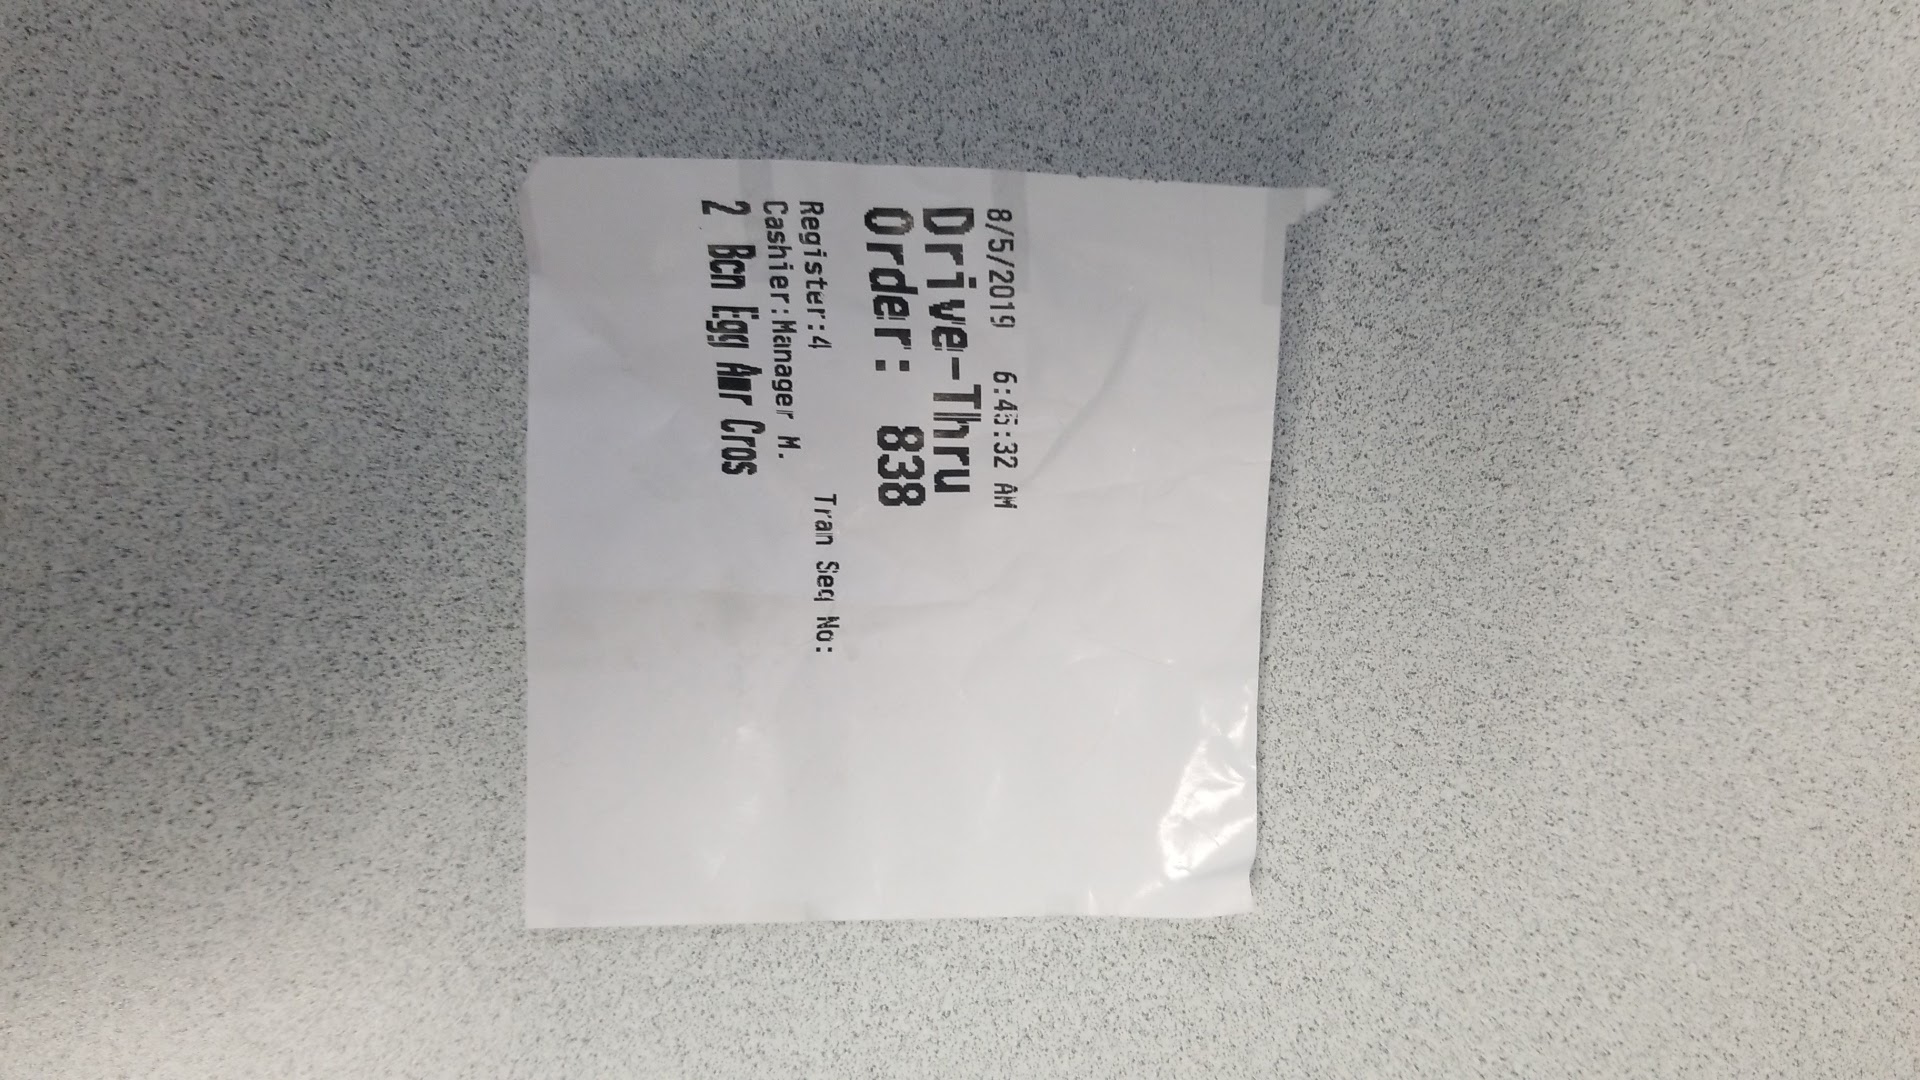 8/5/2019 6:45:32 AM
Drive-Thru
Order: 838
Tran Seq No:
Register:4
Cashier:Manager M.
2 Bcn Egg Amr Cros